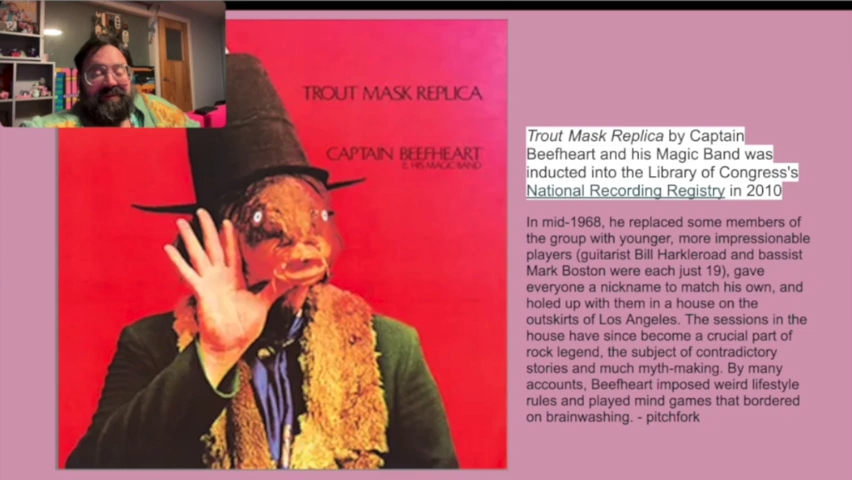 TROUT MASK REPLICA
CAPTAIN BEEFHEART
& HIS MAGIC BAND
Trout Mask Replica by Captain
Beefheart and his Magic Band was
inducted into the Library of Congress's
National Recording Registry in 2010
In mid-1968, he replaced some members of
the group with younger, more impressionable
players (guitarist Bill Harkleroad and bassist
Mark Boston were each just 19), gave
everyone a nickname to match his own, and
holed up with them in a house on the
outskirts of Los Angeles. The sessions in the
house have since become a crucial part of
rock legend, the subject of contradictory
stories and much myth-making. By many
accounts, Beefheart imposed weird lifestyle
rules and played mind games that bordered
on brainwashing. - pitchfork